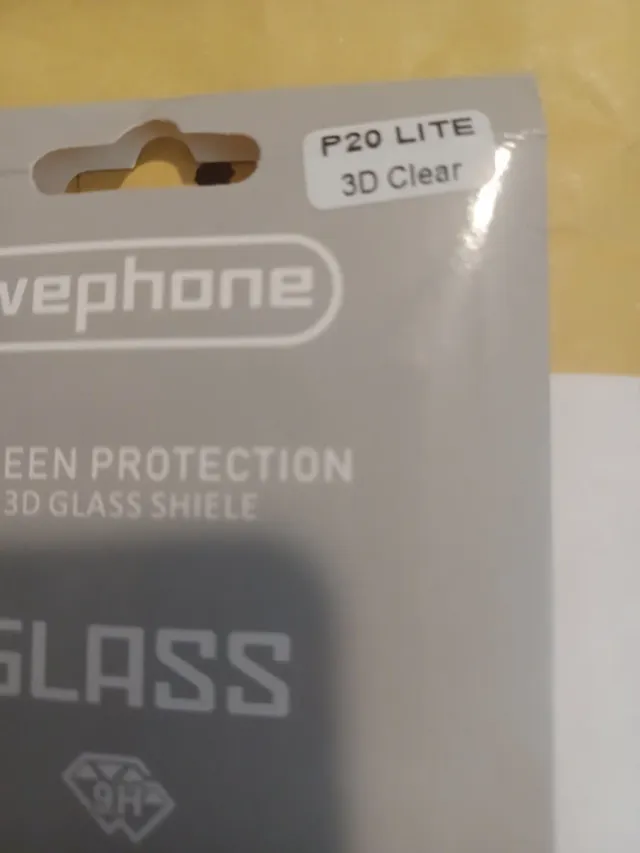 P20 LITE
3D Clear
vephone
EEN PROTECTION
3D GLASS SHIELE
GLASS
9H